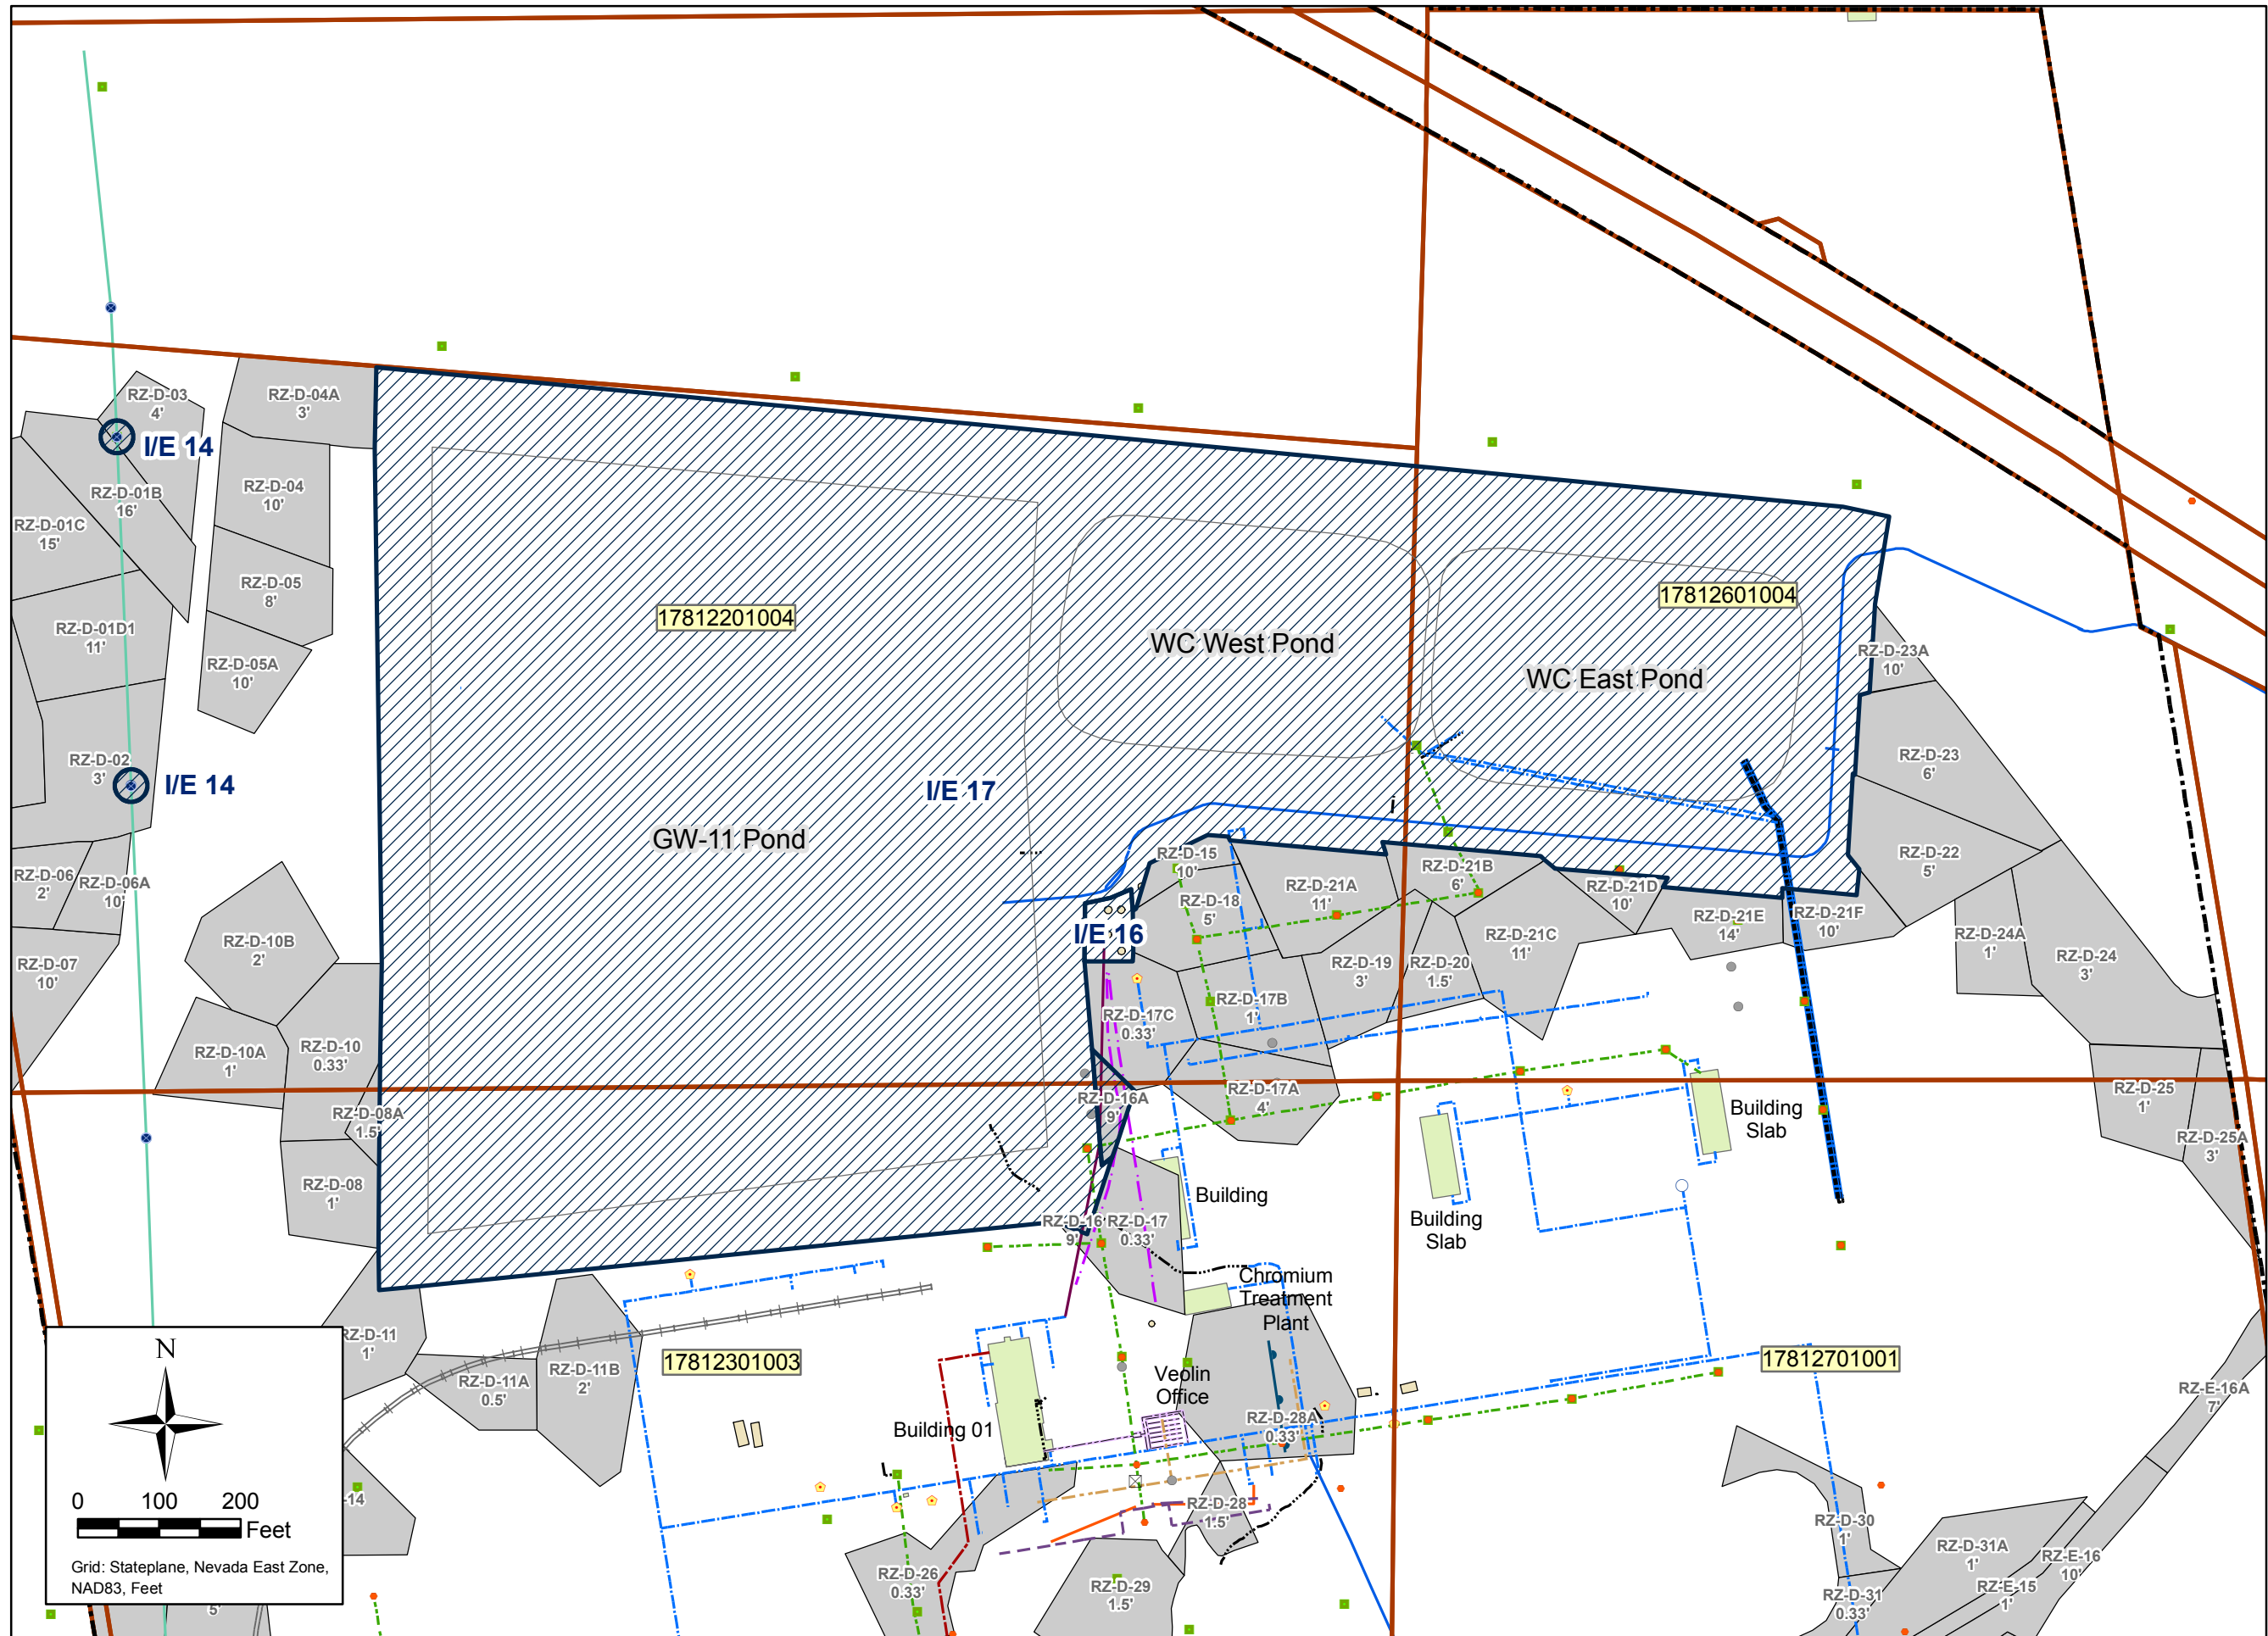 RZ-D-03
4'
RZ-D-04A
3'
I/E 14
RZ-D-01B
16'
RZ-D-04
10'
RZ-D-01C
15'
RZ-D-05
8'
17812201004
17812601004
RZ-D-01D1
11'
RZ-D-05A
10'
WC West Pond
WC East Pond
RZ-D-23A
10'
RZ-D-02
3'
I/E 14
I/E 17
i
RZ-D-23
6'
GW-11 Pond
RZ-D-15
10'
RZ-D-21B
6'
RZ-D-22
5'
RZ-D-06
2'
RZ-D-06A
10'
RZ-D-21A
11'
RZ-D-21D
10'
RZ-D-18
5'
RZ-D-21E
14'
RZ-D-21F
10'
I/E 16
RZ-D-10B
2'
RZ-D-21C
11'
RZ-D-24A
1'
RZ-D-24
3'
RZ-D-07
10'
RZ-D-19
3'
RZ-D-20
1.5'
RZ-D-17C
0.33'
RZ-D-17B
1'
RZ-D-10A
1'
RZ-D-10
0.33'
RZ-D-16A
9'
RZ-D-17A
4'
RZ-D-25
1'
RZ-D-08A
1.5'
Building
Slab
RZ-D-25A
3'
RZ-D-08
1'
Building
Building
Slab
RZ-D-16
9'
RZ-D-17
0.33'
Chromium
Treatment
Plant
RZ-D-11
1'
17812301003
17812701001
RZ-D-11A
0.5'
RZ-D-11B
2'
Veolin
Office
RZ-E-16A
7'
Building 01
RZ-D-28A
0.33'
-14
RZ-D-28
1.5'
RZ-D-30
1'
RZ-D-31A
1'
RZ-E-16
10'
RZ-D-26
0.33'
RZ-D-29
1.5'
RZ-E-15
1'
RZ-D-31
0.33'
5'
N
0 100 200
Feet
Grid: Stateplane, Nevada East Zone,
NAD83, Feet